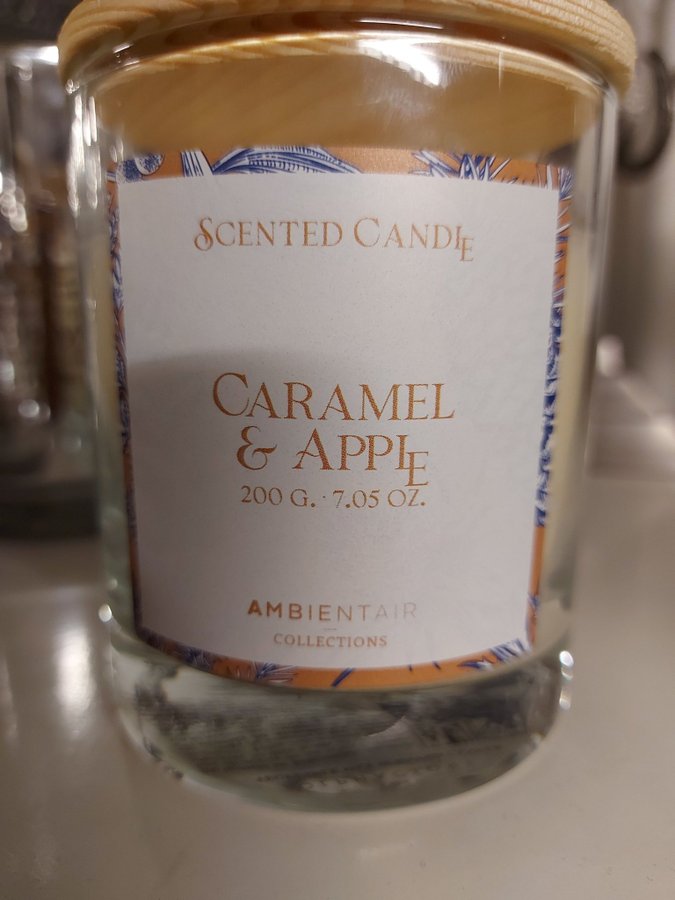 SCENTED CANDLE
CARAMEL
& APPLE
200 G. · 7.05 OZ.
AMBIENTAIR
COLLECTIONS